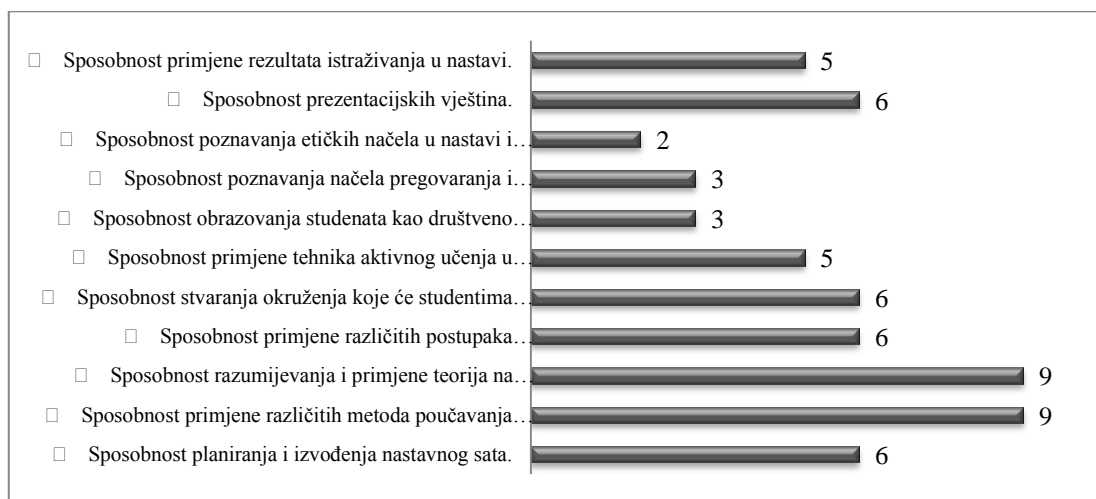 □ Sposobnost primjene rezultata istraživanja u nastavi. 5
□ Sposobnost prezentacijskih vještina. 6
□ Sposobnost poznavanja etičkih načela u nastavi i… 2
□ Sposobnost poznavanja načela pregovaranja i… 3
□ Sposobnost obrazovanja studenata kao društveno… 3
□ Sposobnost primjene tehnika aktivnog učenja u… 5
□ Sposobnost stvaranja okruženja koje će studentima… 6
□ Sposobnost primjene različitih postupaka… 6
□ Sposobnost razumijevanja i primjene teorija na… 9
□ Sposobnost primjene različitih metoda poučavanja… 9
□ Sposobnost planiranja i izvođenja nastavnog sata. 6